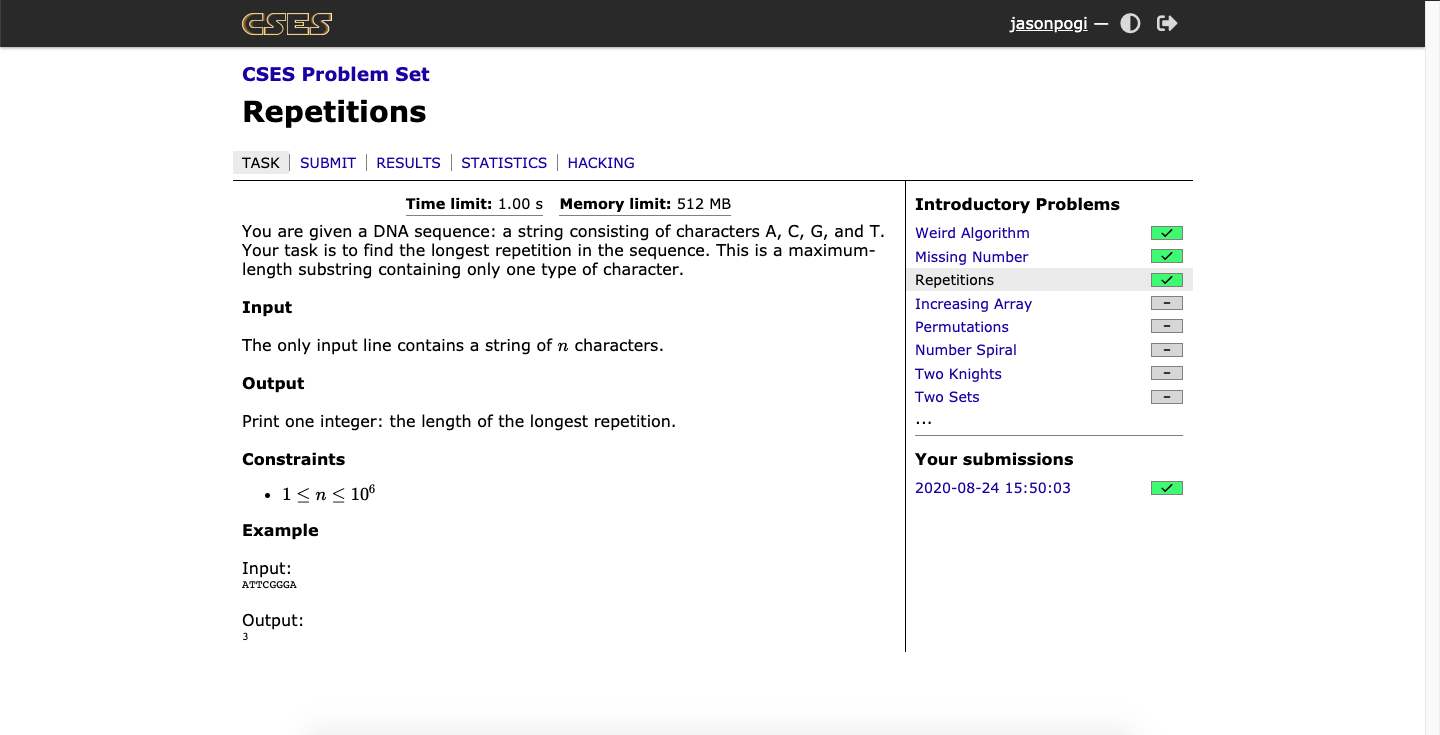 CSES
jasonpogi —
CSES Problem Set
Repetitions
TASK | SUBMIT | RESULTS | STATISTICS | HACKING
Time limit: 1.00 s Memory limit: 512 MB
You are given a DNA sequence: a string consisting of characters A, C, G, and T.
Your task is to find the longest repetition in the sequence. This is a maximum-
length substring containing only one type of character.
Input
The only input line contains a string of n characters.
Output
Print one integer: the length of the longest repetition.
Constraints
• 1 ≤ n ≤ 10⁶
Example
Input:
ATTCGGGA
Output:
3
Introductory Problems
Weird Algorithm ✓
Missing Number ✓
Repetitions ✓
Increasing Array –
Permutations –
Number Spiral –
Two Knights –
Two Sets –
...
Your submissions
2020-08-24 15:50:03 ✓